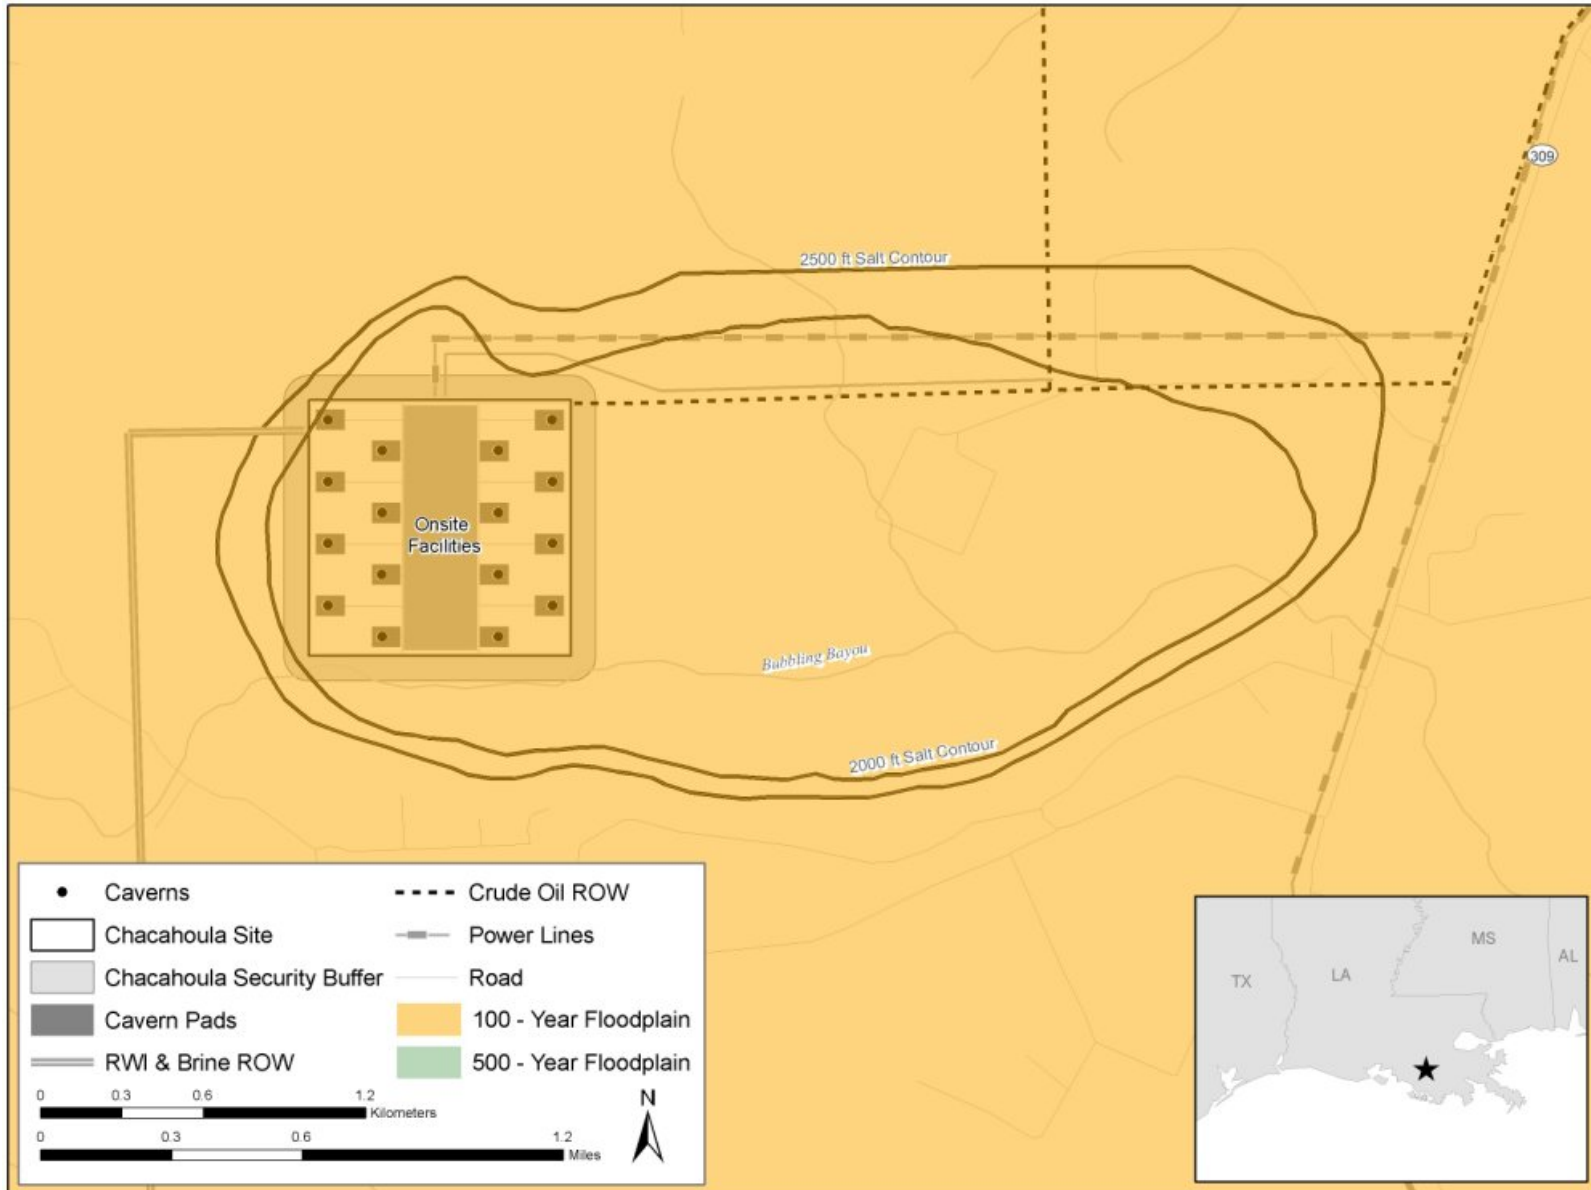 309
2500 ft Salt Contour
Onsite
Facilities
Bubbling Bayou
2000 ft Salt Contour
Caverns
Chacahoula Site
Chacahoula Security Buffer
Cavern Pads
RWI & Brine ROW
Crude Oil ROW
Power Lines
Road
100 - Year Floodplain
500 - Year Floodplain
0 0.3 0.6 1.2
Kilometers
0 0.3 0.6 1.2
Miles
N
TX
LA
MS
AL